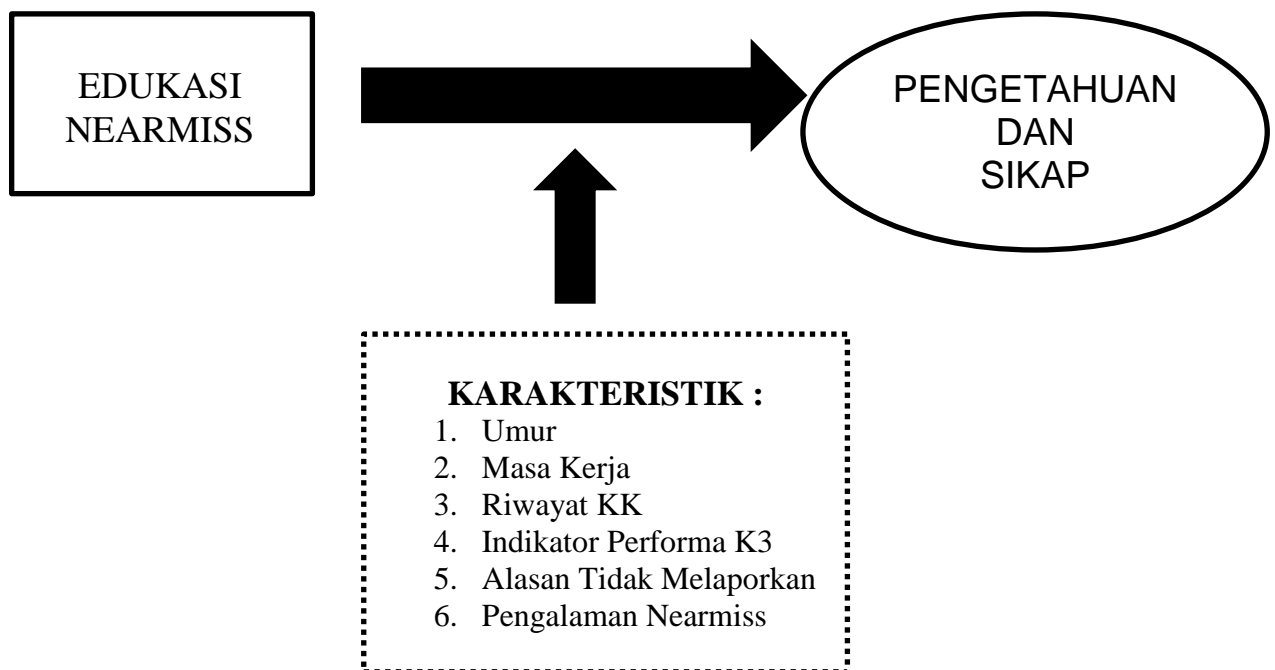 EDUKASI
NEARMISS
PENGETAHUAN
DAN
SIKAP
KARAKTERISTIK :
1. Umur
2. Masa Kerja
3. Riwayat KK
4. Indikator Performa K3
5. Alasan Tidak Melaporkan
6. Pengalaman Nearmiss